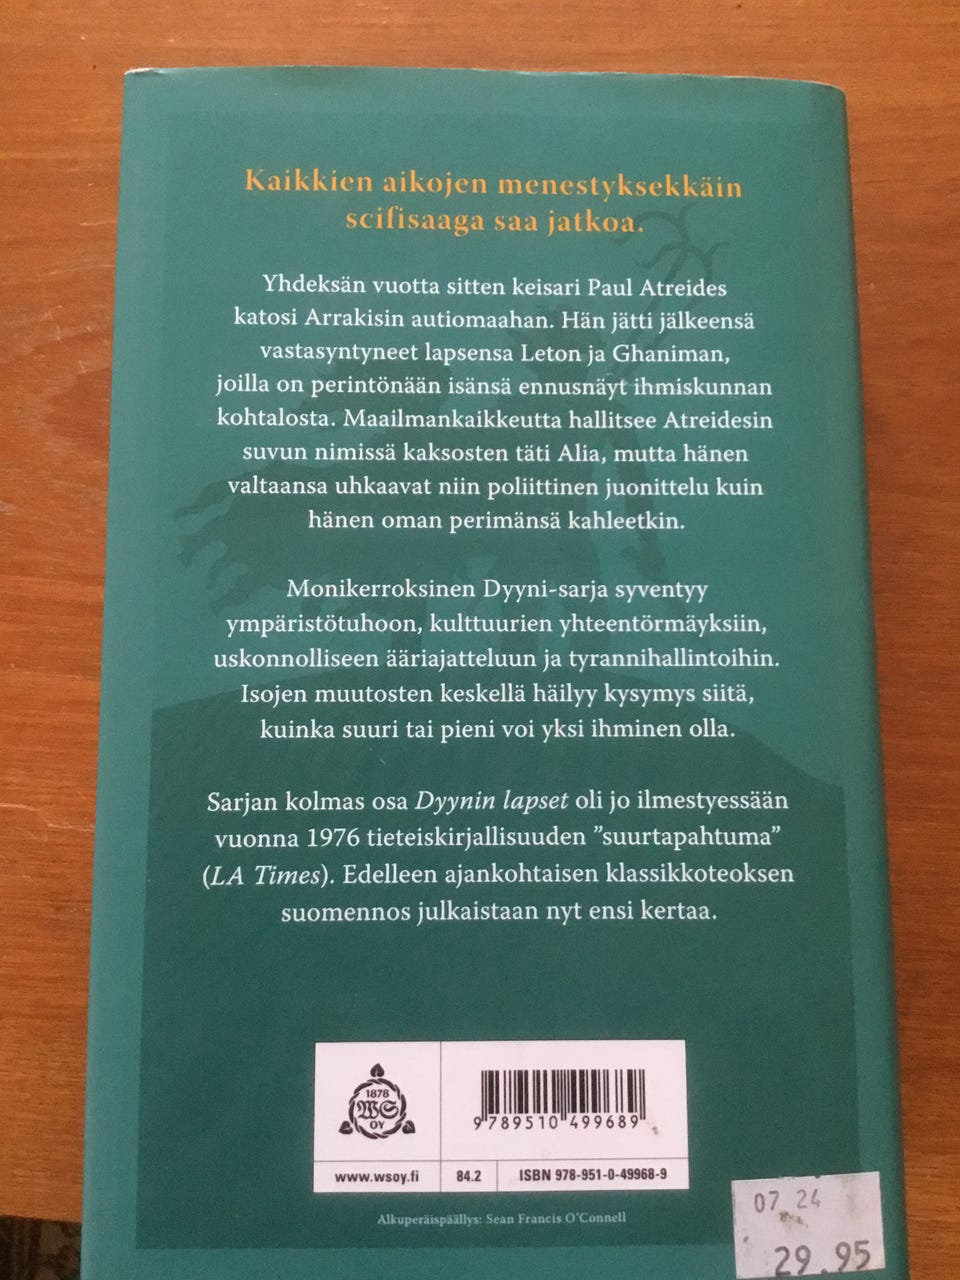 Kaikkien aikojen menestyksekkäin
scifisaaga saa jatkoa.
Yhdeksän vuotta sitten keisari Paul Atreides
katosi Arrakisin autiomaahan. Hän jätti jälkeensä
vastasyntyneet lapsensa Leton ja Ghaniman,
joilla on perintönään isänsä ennusnäyt ihmiskunnan
kohtalosta. Maailmankaikkeutta hallitsee Atreidesin
suvun nimissä kaksosten täti Alia, mutta hänen
valtaansa uhkaavat niin poliittinen juonittelu kuin
hänen oman perimänsä kahleetkin.
Monikerroksinen Dyyni-sarja syventyy
ympäristötuhoon, kulttuurien yhteentörmäyksiin,
uskonnolliseen ääriajatteluun ja tyrannihallintoihin.
Isojen muutosten keskellä häilyy kysymys siitä,
kuinka suuri tai pieni voi yksi ihminen olla.
Sarjan kolmas osa Dyynin lapset oli jo ilmestyessään
vuonna 1976 tieteiskirjallisuuden ”suurtapahtuma”
(LA Times). Edelleen ajankohtaisen klassikkoteoksen
suomennos julkaistaan nyt ensi kertaa.
1878
WS
OY
9 789510 499689
www.wsoy.fi 84.2 ISBN 978-951-0-49968-9
Alkuperäispäällys: Sean Francis O'Connell
07 24
29.95